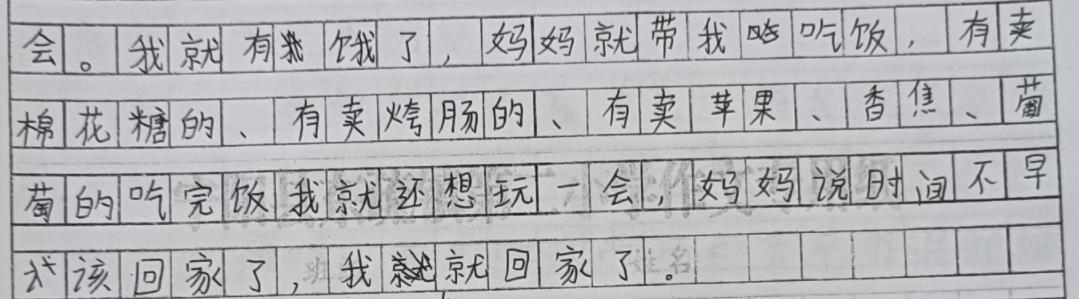 会。我就有饿了，妈妈就带我吃饭，有卖
棉花糖的、有卖烤肠的、有卖苹果、香焦、葡
萄的吃完饭我就还想玩一会，妈妈说时间不早
该回家了，我就回家了。